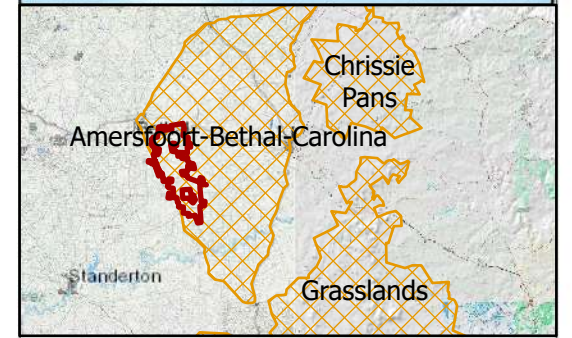 Chrissie
Pans
Amersfoort-Bethal-Carolina
Standerton
Grasslands